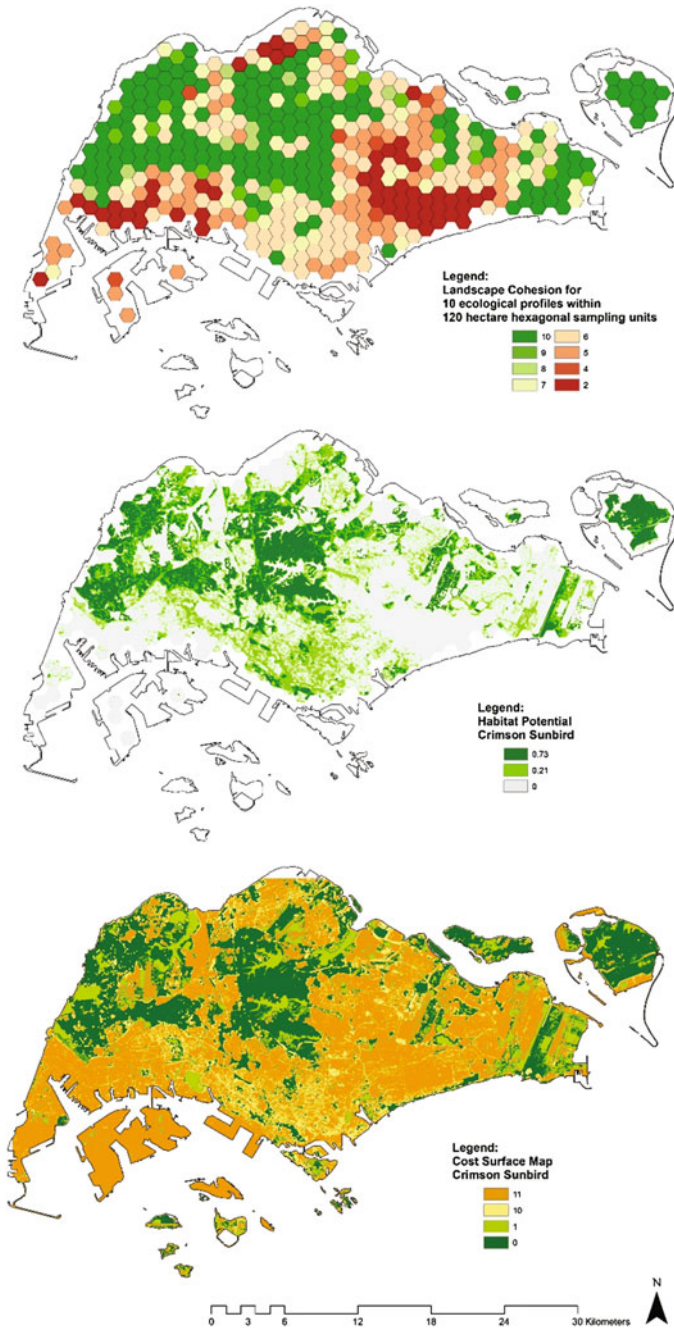 Legend:
Landscape Cohesion for
10 ecological profiles within
120 hectare hexagonal sampling units
10 6
9 5
8 4
7 2
Legend:
Habitat Potential
Crimson Sunbird
0.73
0.21
0
Legend:
Cost Surface Map
Crimson Sunbird
11
10
1
0
N
0 3 6 12 18 24 30 Kilometers